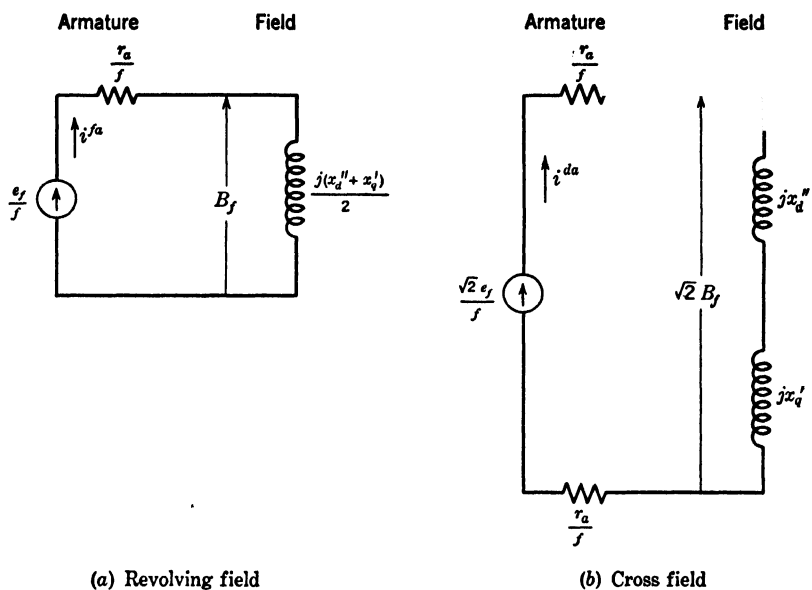 Armature Field
r_a/f
i^{fa}
e_f/f
B_f
j(x_d'' + x_q')/2
(a) Revolving field
Armature Field
r_a/f
i^{da}
√2 e_f/f
√2 B_f
jx_d''
jx_q'
r_a/f
(b) Cross field